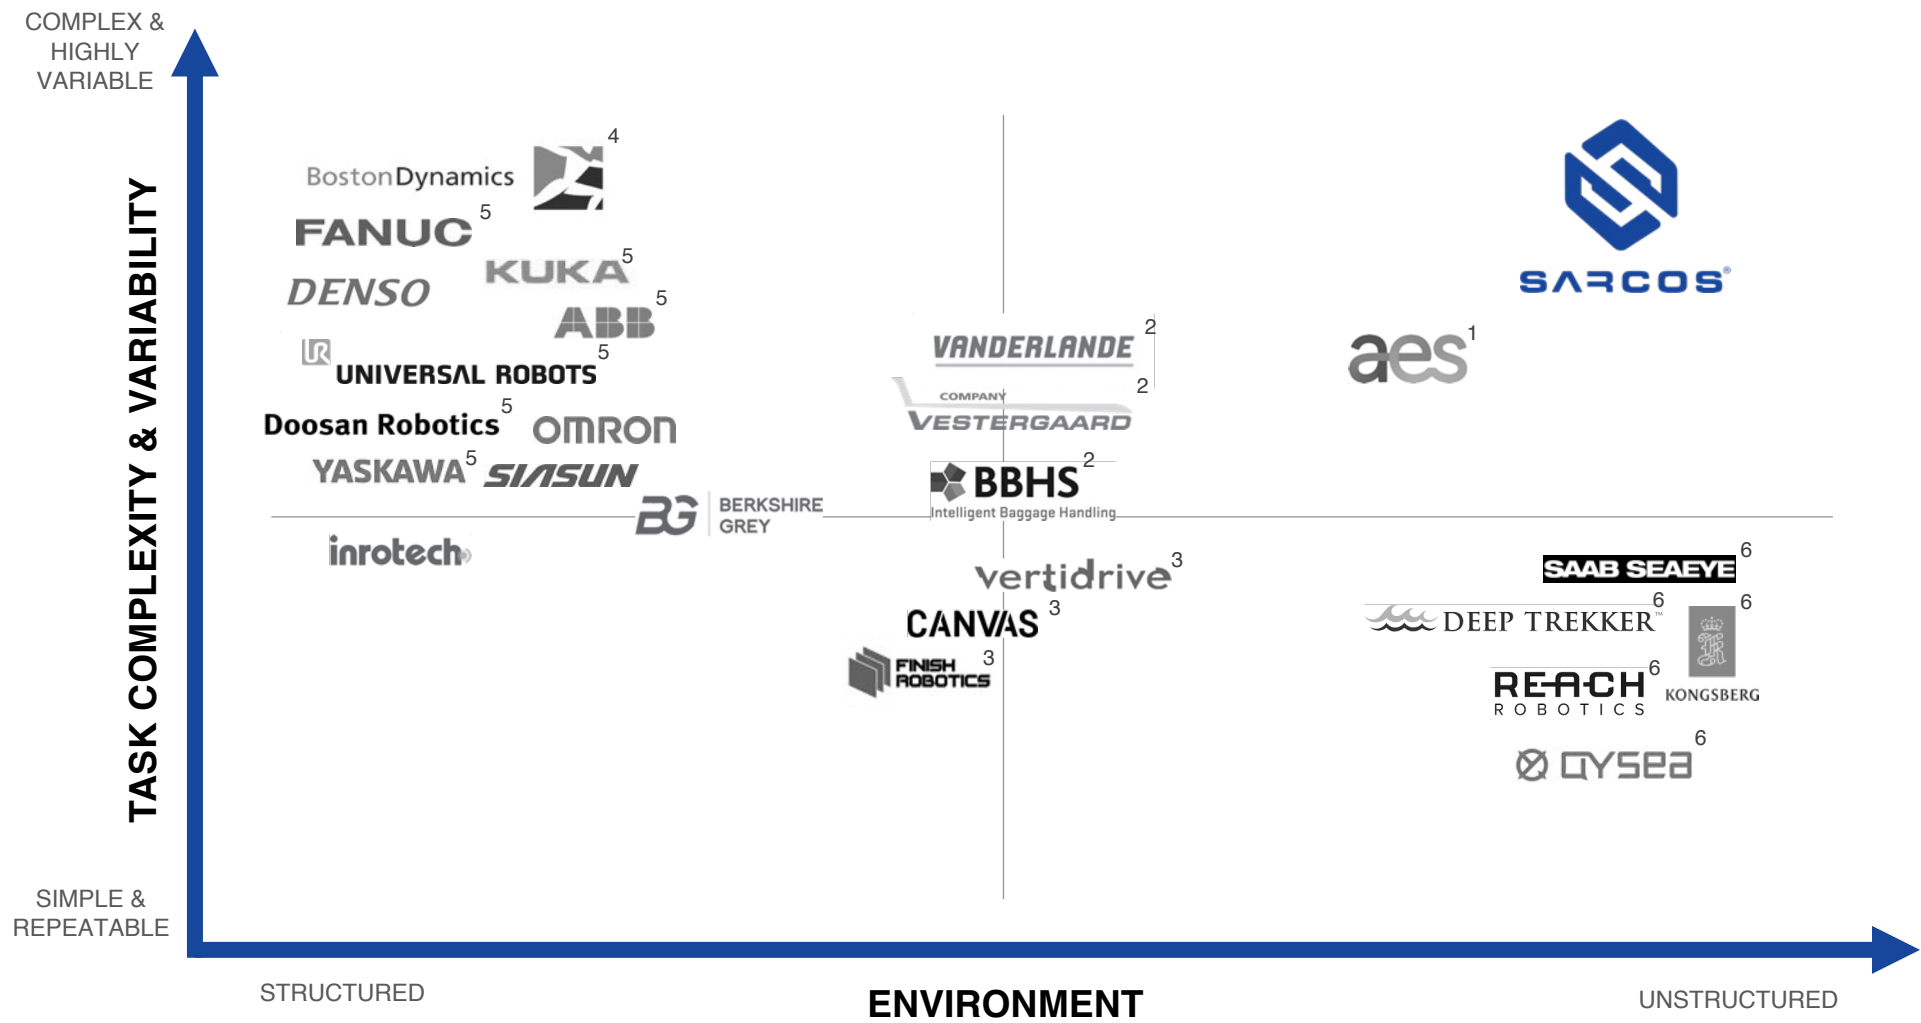 COMPLEX &
HIGHLY
VARIABLE
TASK COMPLEXITY & VARIABILITY
SIMPLE &
REPEATABLE
BostonDynamics 4
FANUC 5
KUKA 5
DENSO
ABB 5
UR
UNIVERSAL ROBOTS 5
Doosan Robotics 5
OMRON
YASKAWA 5
SIASUN
BG BERKSHIRE
GREY
inrotech
VANDERLANDE 2
COMPANY 2
VESTERGAARD
BBHS 2
Intelligent Baggage Handling
vertidrive 3
CANVAS 3
FINISH 3
ROBOTICS
SARCOS®
aes 1
SAAB SEAEYE 6
DEEP TREKKER™ 6
6
KONGSBERG
REACH 6
ROBOTICS
QYSEA 6
STRUCTURED
ENVIRONMENT
UNSTRUCTURED